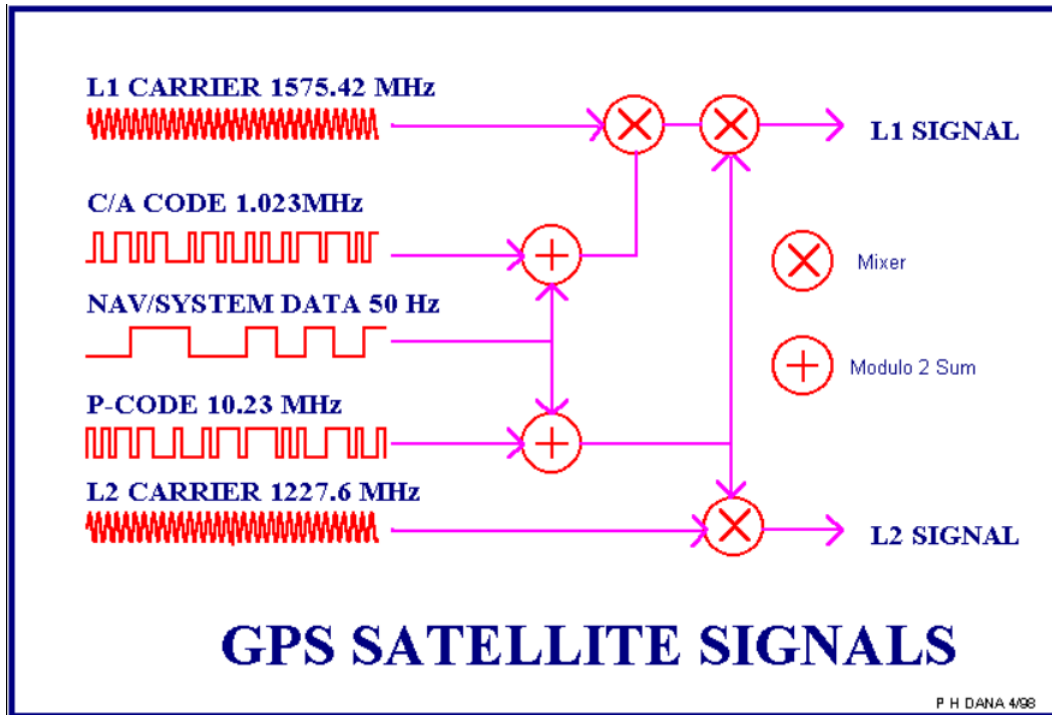 L1 CARRIER 1575.42 MHz
L1 SIGNAL
C/A CODE 1.023MHz
Mixer
NAV/SYSTEM DATA 50 Hz
Modulo 2 Sum
P-CODE 10.23 MHz
L2 CARRIER 1227.6 MHz
L2 SIGNAL
GPS SATELLITE SIGNALS
P H DANA 4/98